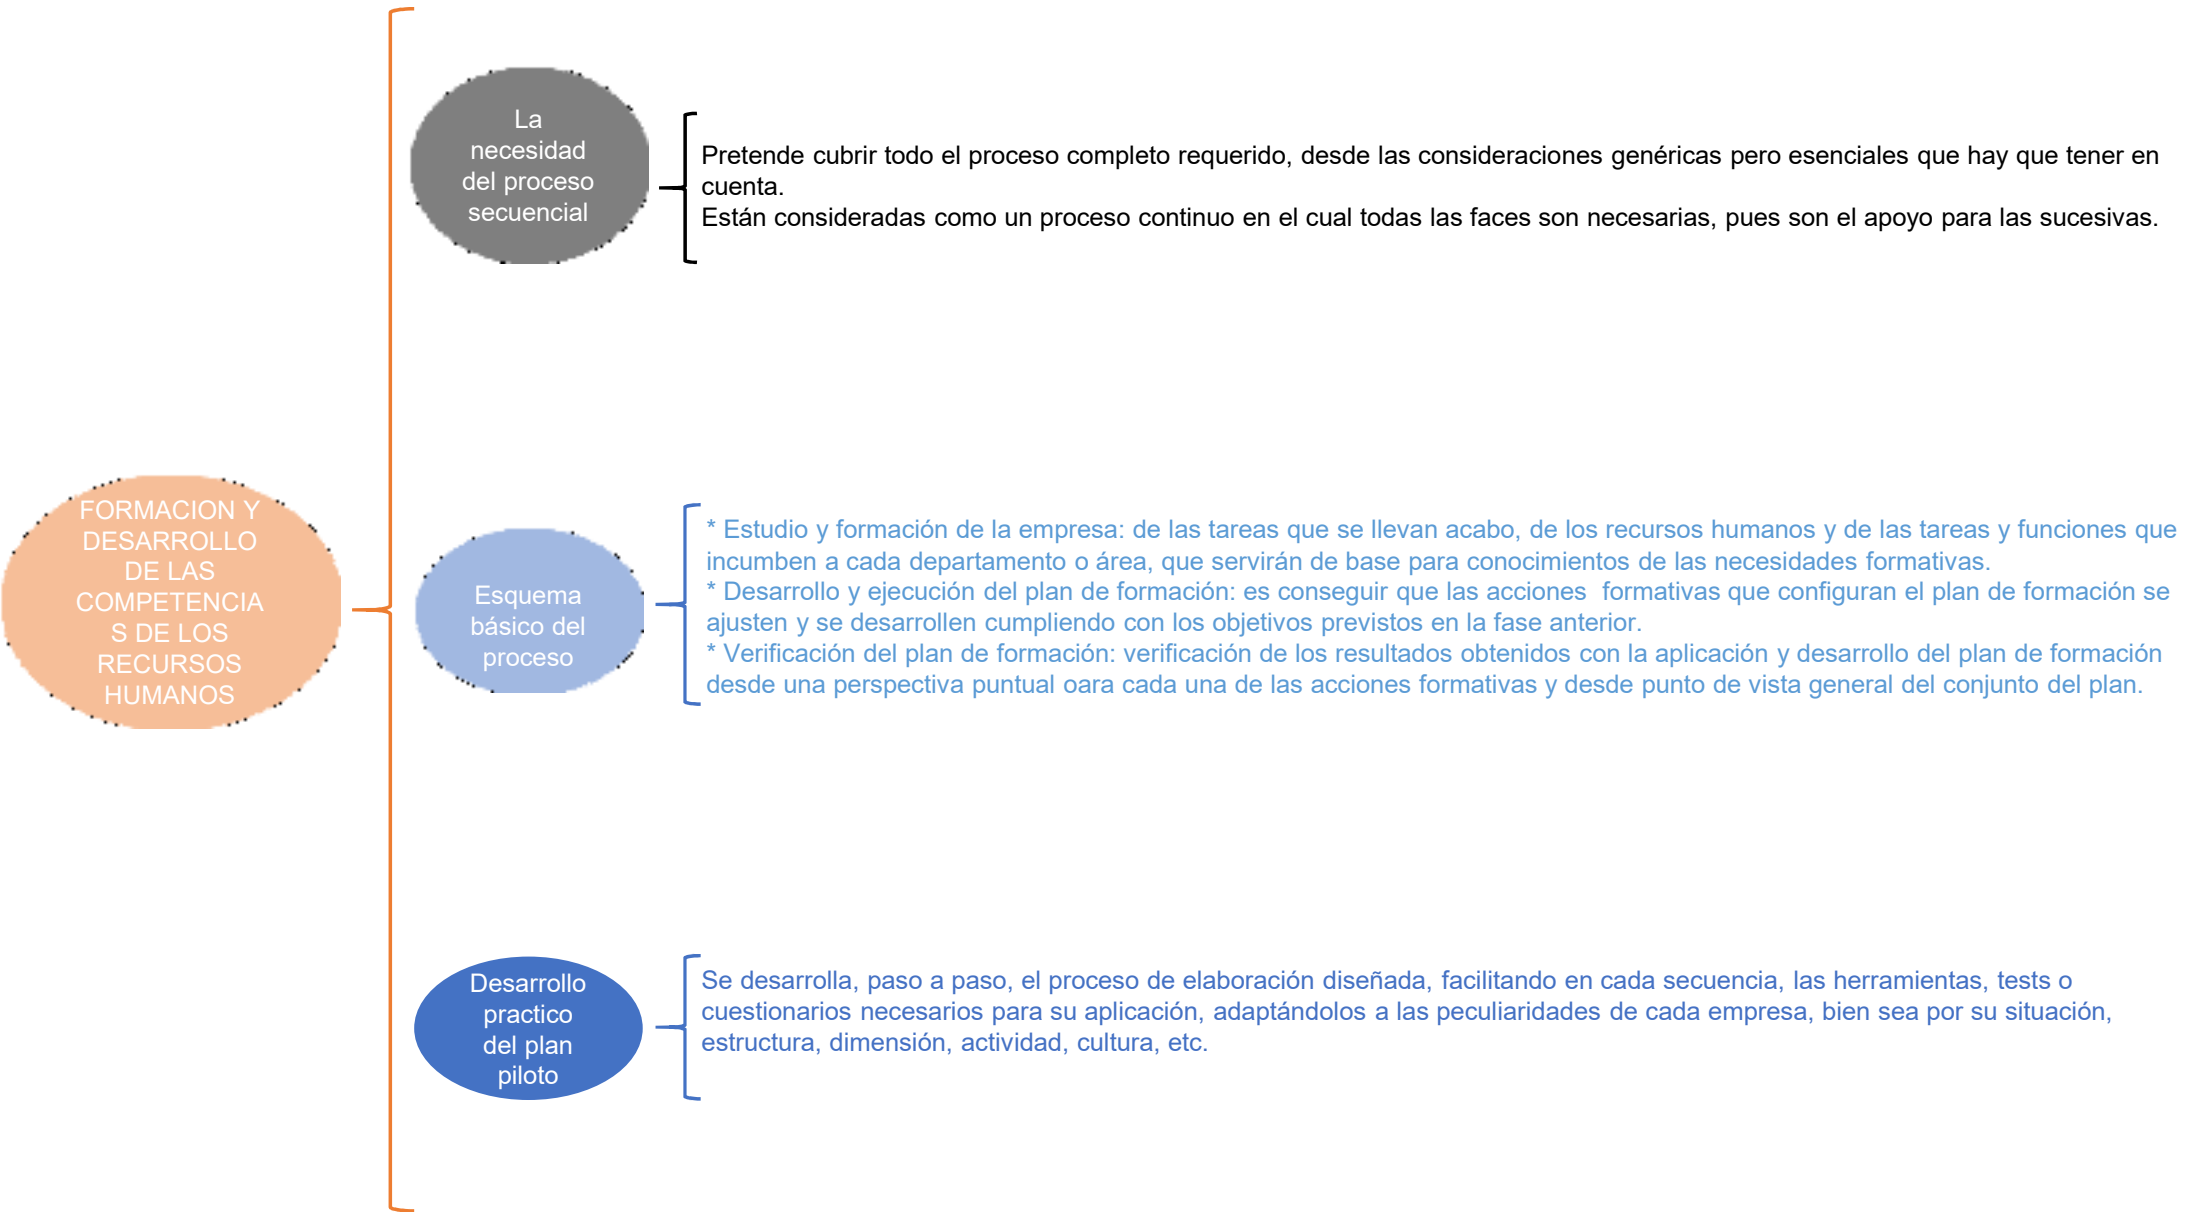 FORMACION Y
DESARROLLO
DE LAS
COMPETENCIA
S DE LOS
RECURSOS
HUMANOS
La
necesidad
del proceso
secuencial
Pretende cubrir todo el proceso completo requerido, desde las consideraciones genéricas pero esenciales que hay que tener en
cuenta.
Están consideradas como un proceso continuo en el cual todas las faces son necesarias, pues son el apoyo para las sucesivas.
Esquema
básico del
proceso
* Estudio y formación de la empresa: de las tareas que se llevan acabo, de los recursos humanos y de las tareas y funciones que
incumben a cada departamento o área, que servirán de base para conocimientos de las necesidades formativas.
* Desarrollo y ejecución del plan de formación: es conseguir que las acciones  formativas que configuran el plan de formación se
ajusten y se desarrollen cumpliendo con los objetivos previstos en la fase anterior.
* Verificación del plan de formación: verificación de los resultados obtenidos con la aplicación y desarrollo del plan de formación
desde una perspectiva puntual oara cada una de las acciones formativas y desde punto de vista general del conjunto del plan.
Desarrollo
practico
del plan
piloto
Se desarrolla, paso a paso, el proceso de elaboración diseñada, facilitando en cada secuencia, las herramientas, tests o
cuestionarios necesarios para su aplicación, adaptándolos a las peculiaridades de cada empresa, bien sea por su situación,
estructura, dimensión, actividad, cultura, etc.